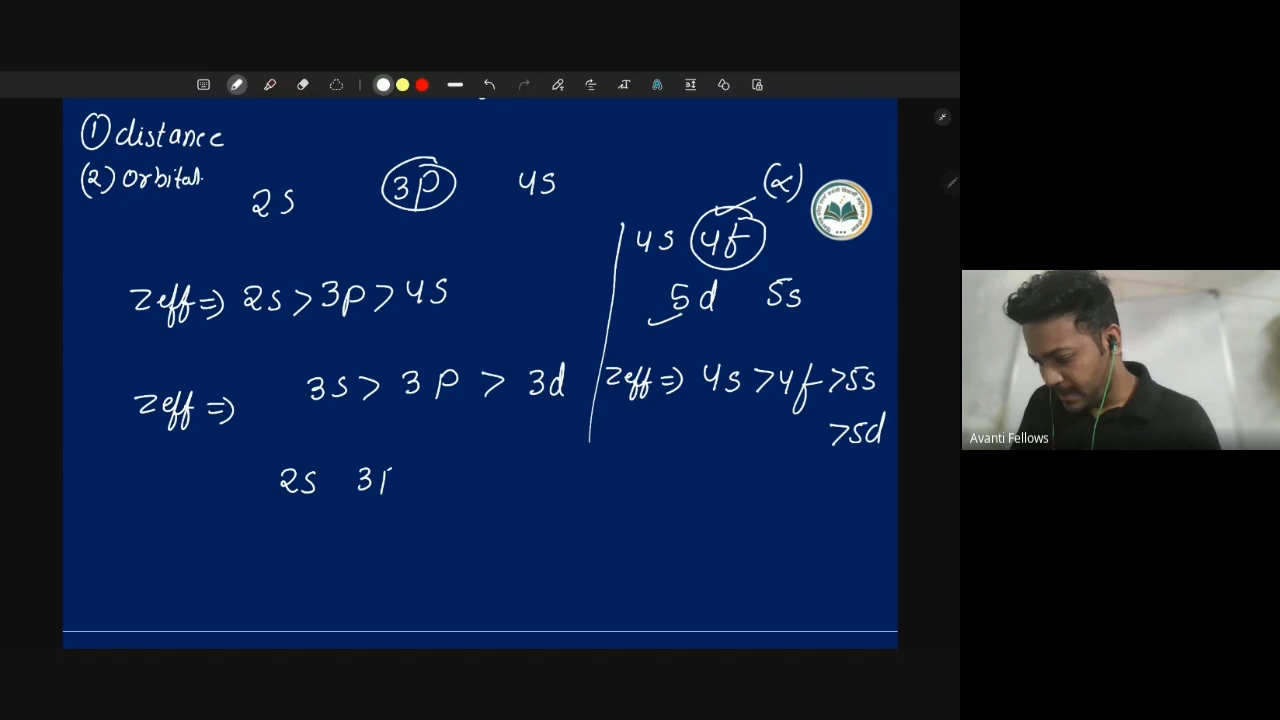 ① distance
(2) Orbital
2s 3p 4s (α)
4s 4f
5d 5s
Zeff ⇒ 2s > 3p > 4s
Zeff ⇒ 3s > 3p > 3d
Zeff ⇒ 4s > 4f > 5s
> 5d
2s 3
Avanti Fellows